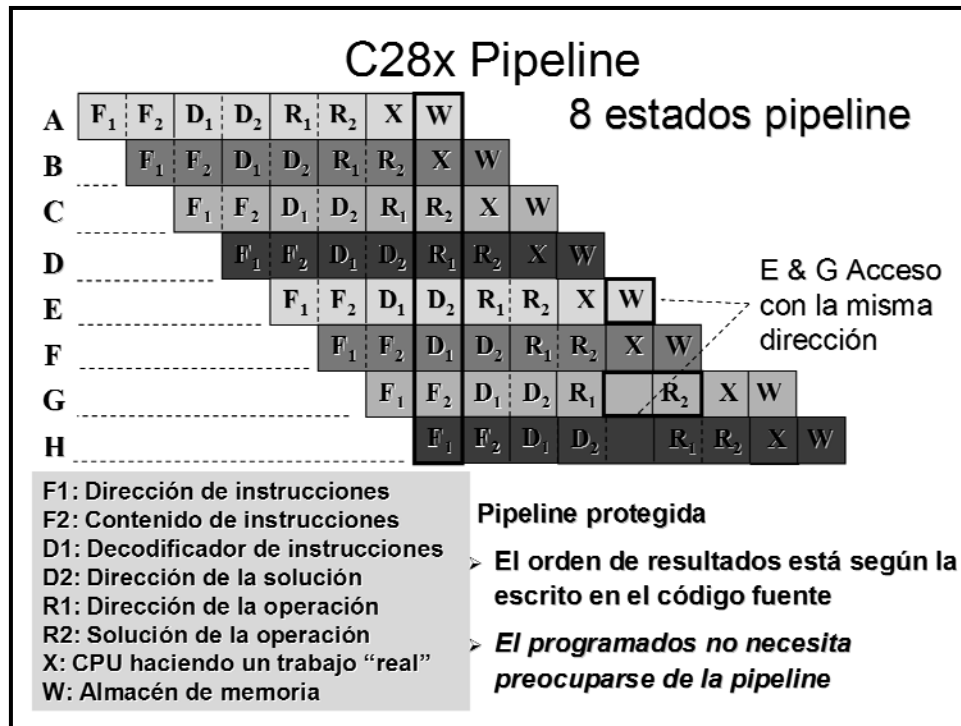 C28x Pipeline
8 estados pipeline
A F₁ F₂ D₁ D₂ R₁ R₂ X W
B F₁ F₂ D₁ D₂ R₁ R₂ X W
C F₁ F₂ D₁ D₂ R₁ R₂ X W
D F₁ F₂ D₁ D₂ R₁ R₂ X W
E F₁ F₂ D₁ D₂ R₁ R₂ X W
F F₁ F₂ D₁ D₂ R₁ R₂ X W
G F₁ F₂ D₁ D₂ R₁ R₂ X W
H F₁ F₂ D₁ D₂ R₁ R₂ X W
E & G Acceso
con la misma
dirección
F1: Dirección de instrucciones
F2: Contenido de instrucciones
D1: Decodificador de instrucciones
D2: Dirección de la solución
R1: Dirección de la operación
R2: Solución de la operación
X: CPU haciendo un trabajo “real”
W: Almacén de memoria
Pipeline protegida
➢ El orden de resultados está según la
escrito en el código fuente
➢ El programados no necesita
preocuparse de la pipeline